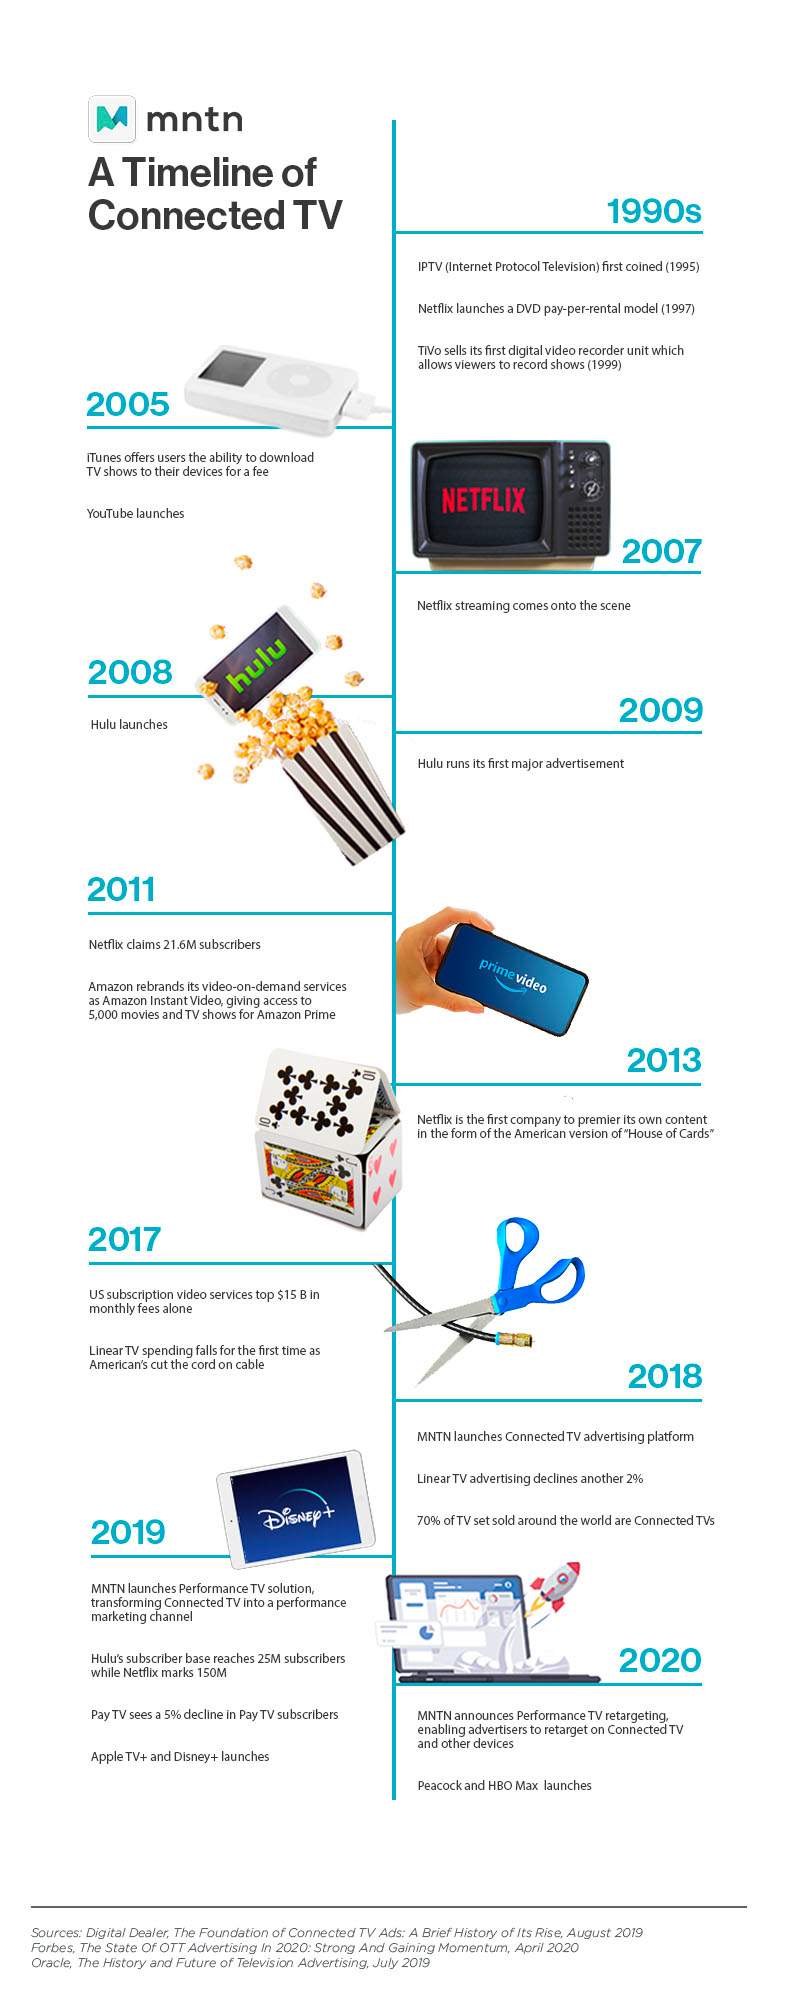 mntn
A Timeline of
Connected TV
1990s
IPTV (Internet Protocol Television) first coined (1995)
Netflix launches a DVD pay-per-rental model (1997)
TiVo sells its first digital video recorder unit which
allows viewers to record shows (1999)
2005
iTunes offers users the ability to download
TV shows to their devices for a fee
YouTube launches
NETFLIX
2007
Netflix streaming comes onto the scene
hulu
2008
Hulu launches
2009
Hulu runs its first major advertisement
2011
Netflix claims 21.6M subscribers
Amazon rebrands its video-on-demand services
as Amazon Instant Video, giving access to
5,000 movies and TV shows for Amazon Prime
prime video
2013
Netflix is the first company to premier its own content
in the form of the American version of "House of Cards"
10
10
J
J
2017
US subscription video services top $15 B in
monthly fees alone
Linear TV spending falls for the first time as
American's cut the cord on cable
2018
MNTN launches Connected TV advertising platform
Linear TV advertising declines another 2%
70% of TV set sold around the world are Connected TVs
Disney+
2019
MNTN launches Performance TV solution,
transforming Connected TV into a performance
marketing channel
Hulu's subscriber base reaches 25M subscribers
while Netflix marks 150M
Pay TV sees a 5% decline in Pay TV subscribers
Apple TV+ and Disney+ launches
2020
MNTN announces Performance TV retargeting,
enabling advertisers to retarget on Connected TV
and other devices
Peacock and HBO Max launches
Sources: Digital Dealer, The Foundation of Connected TV Ads: A Brief History of Its Rise, August 2019
Forbes, The State Of OTT Advertising In 2020: Strong And Gaining Momentum, April 2020
Oracle, The History and Future of Television Advertising, July 2019